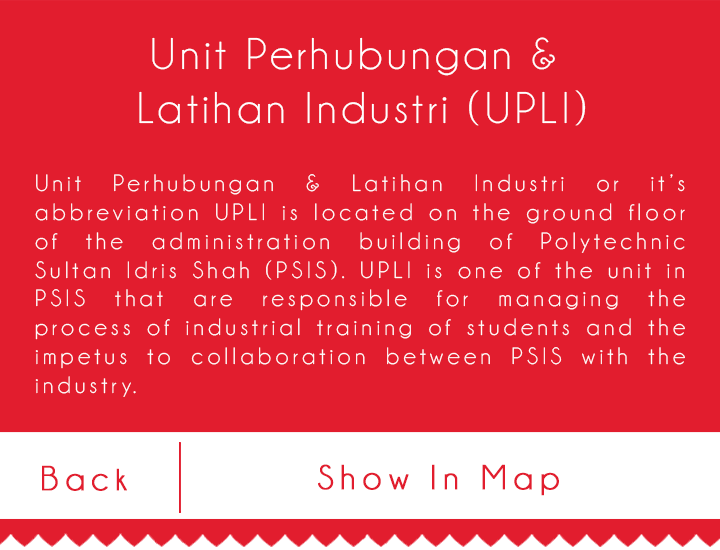 Unit Perhubungan &
Latihan Industri (UPLI)
Unit Perhubungan & Latihan Industri or it's
abbreviation UPLI is located on the ground floor
of the administration building of Polytechnic
Sultan Idris Shah (PSIS). UPLI is one of the unit in
PSIS that are responsible for managing the
process of industrial training of students and the
impetus to collaboration between PSIS with the
industry.
Back
Show In Map